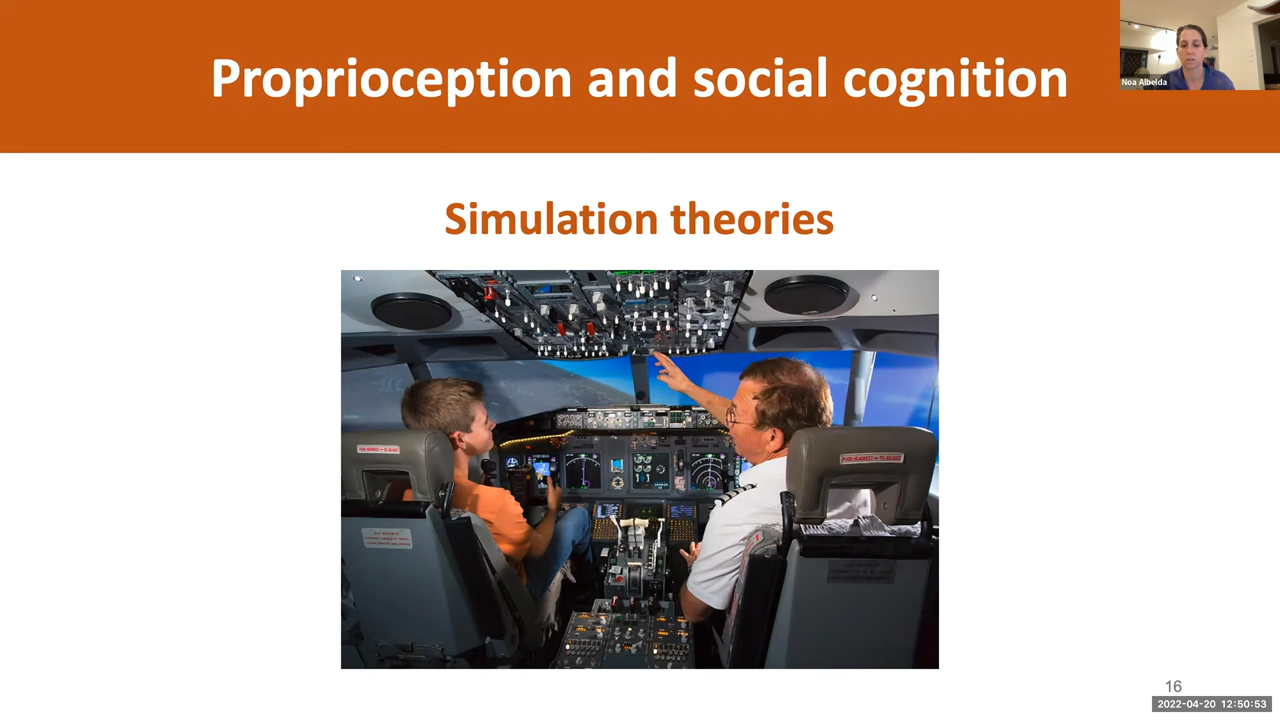 Proprioception and social cognition
Noa Albelda
Simulation theories
16
2022-04-20 12:50:53